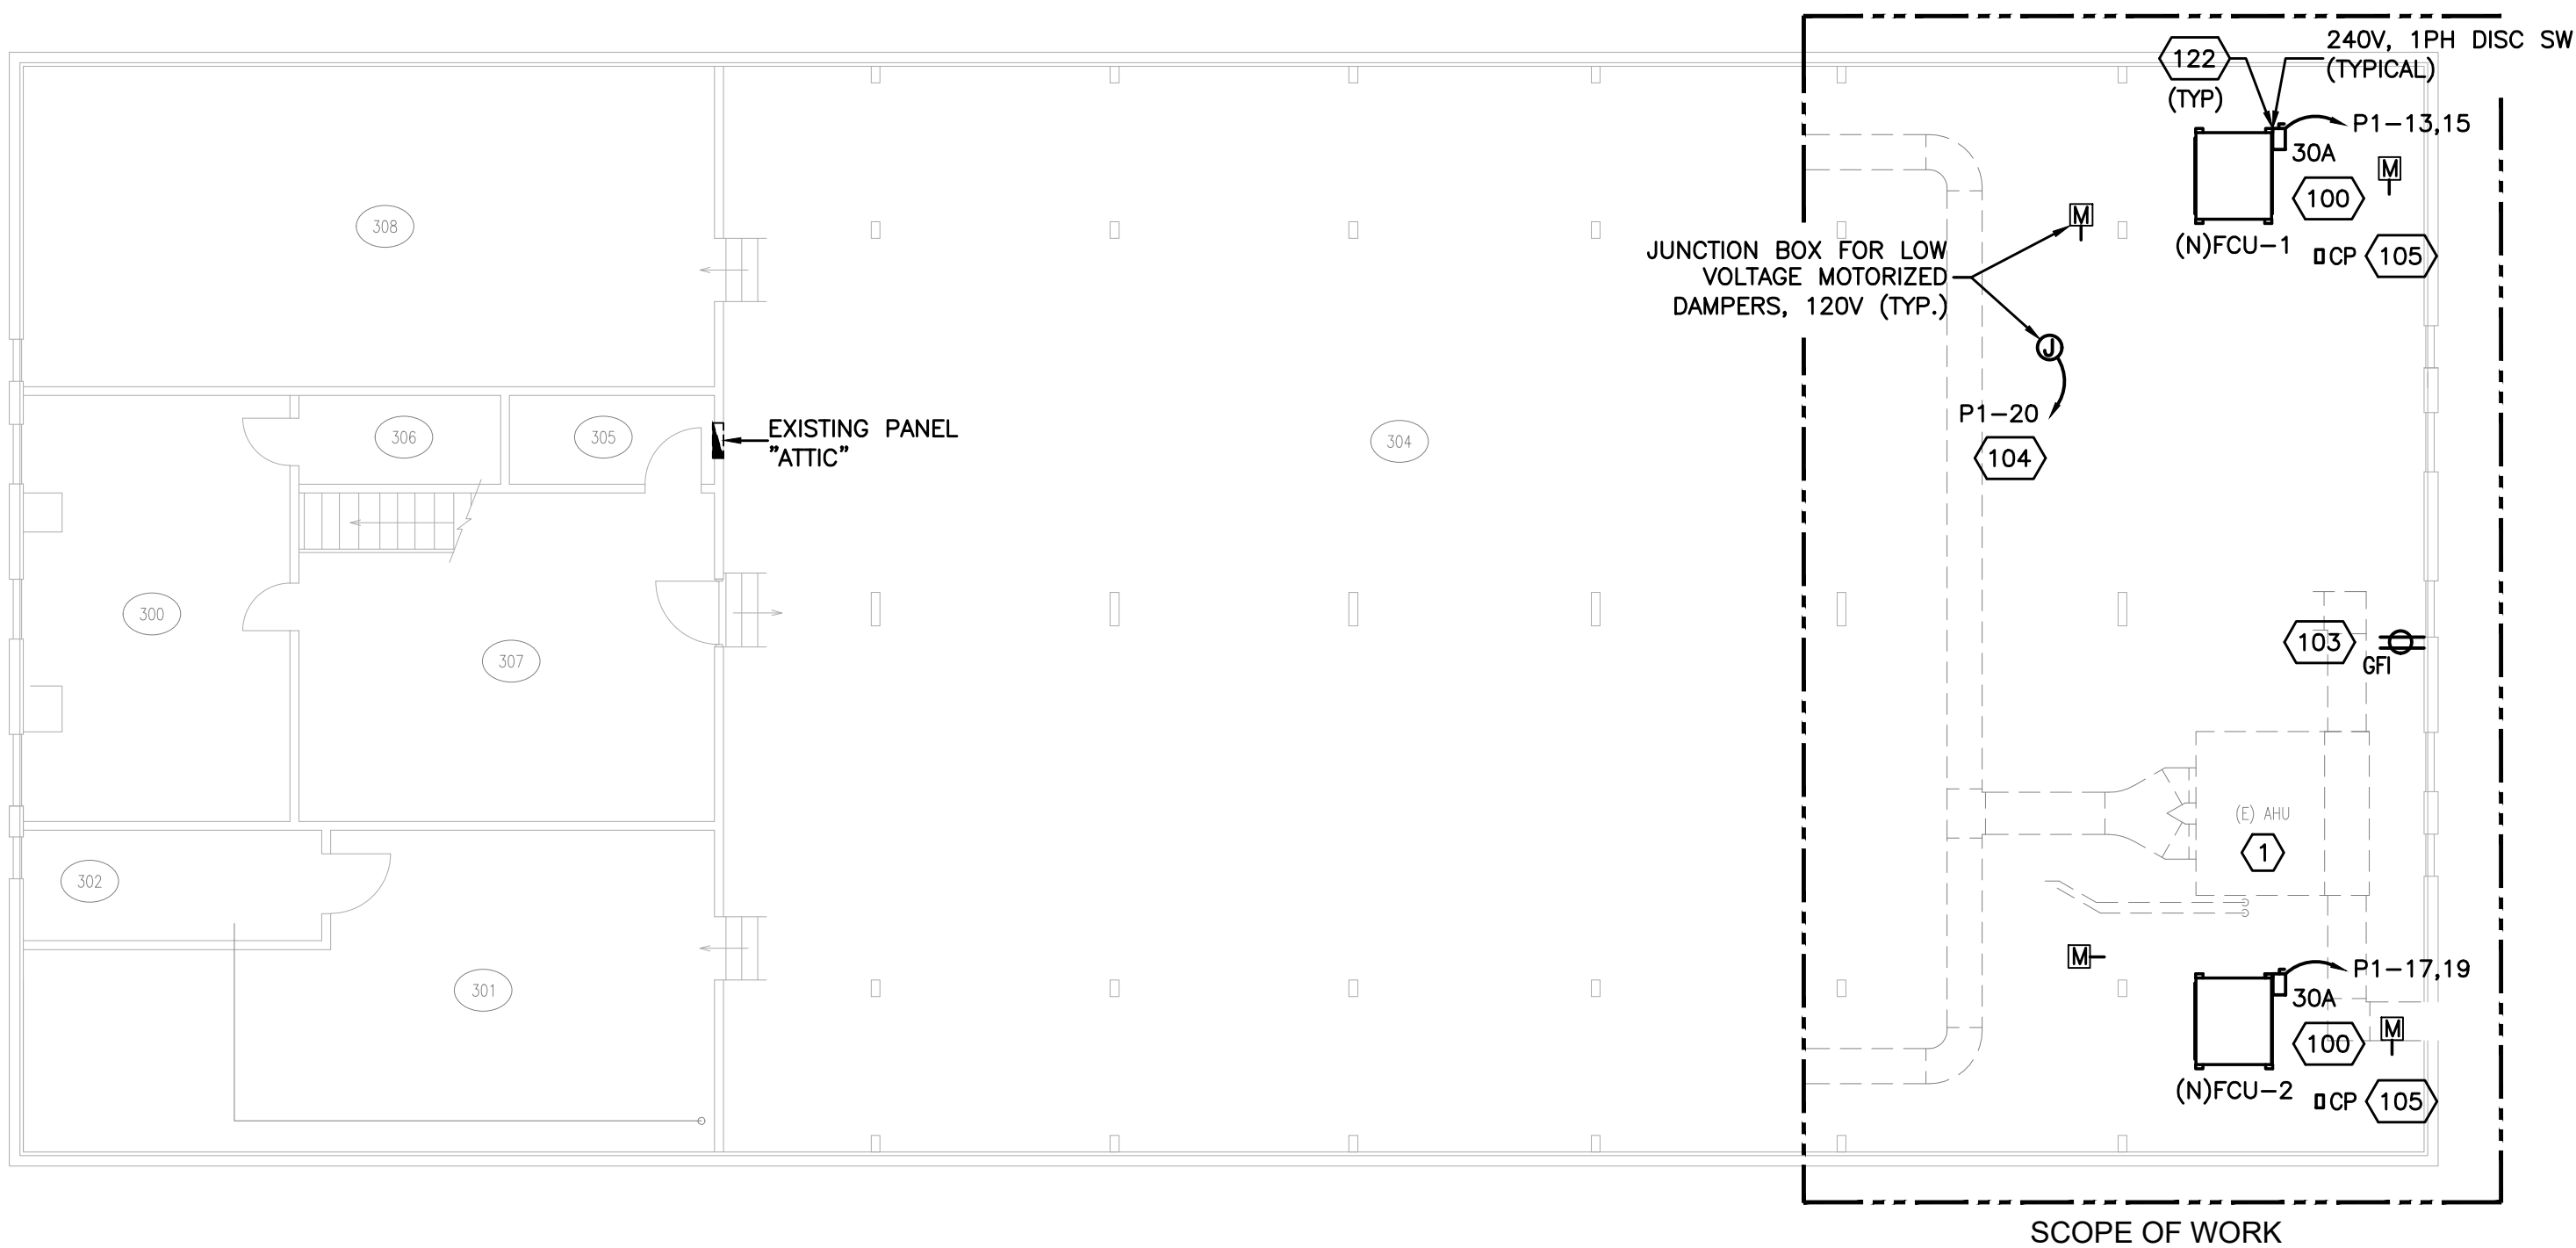 240V, 1PH DISC SW
(TYPICAL)
122
(TYP)
P1-13,15
30A
M
100
(N)FCU-1
CP
105
M
JUNCTION BOX FOR LOW
VOLTAGE MOTORIZED
DAMPERS, 120V (TYP.)
J
P1-20
104
308
306
305
EXISTING PANEL
"ATTIC"
304
300
307
103
GFI
(E) AHU
1
302
301
M
P1-17,19
30A
M
100
(N)FCU-2
CP
105
SCOPE OF WORK